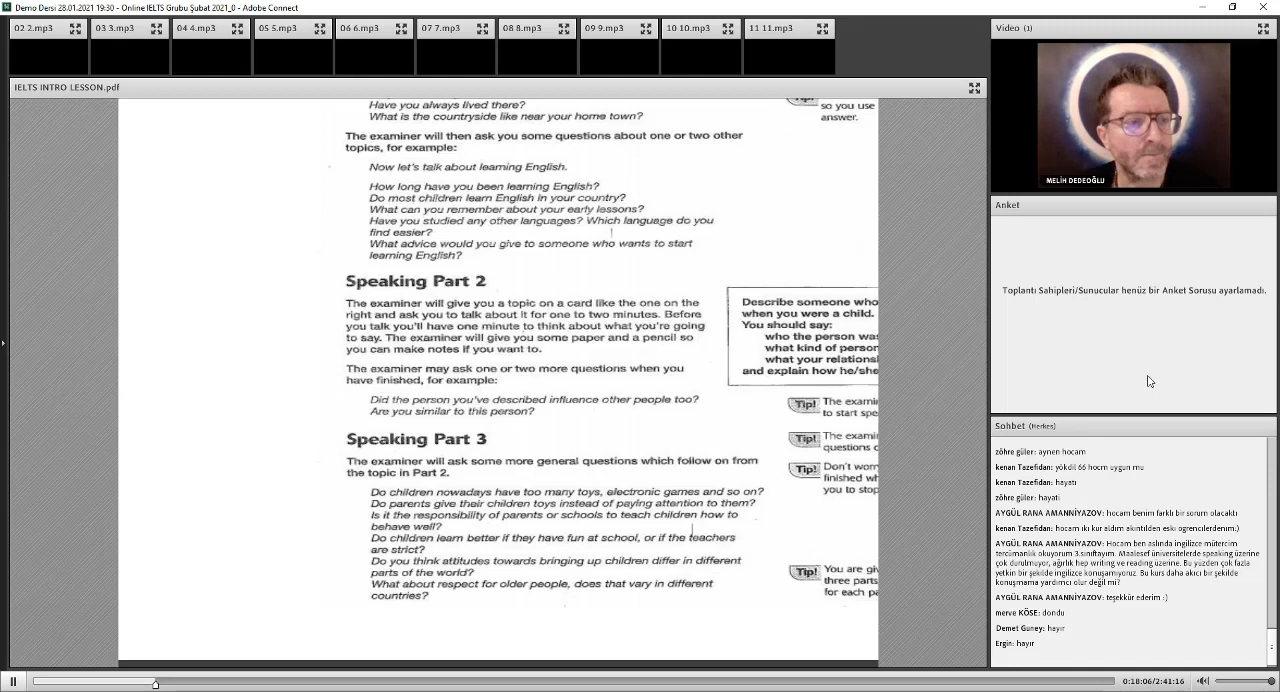 Demo Dersi 28.01.2021 19:30 - Online IELTS Grubu Şubat 2021_0 - Adobe Connect
02 2.mp3
03 3.mp3
04 4.mp3
05 5.mp3
06 6.mp3
07 7.mp3
08 8.mp3
09 9.mp3
10 10.mp3
11 11.mp3
IELTS INTRO LESSON.pdf
Have you always lived there?
What is the countryside like near your home town?
The examiner will then ask you some questions about one or two other
topics, for example:
Now let's talk about learning English.
How long have you been learning English?
Do most children learn English in your country?
What can you remember about your early lessons?
Have you studied any other languages? Which language do you
find easier?
What advice would you give to someone who wants to start
learning English?
Tip!
so you use
answer.
Speaking Part 2
The examiner will give you a topic on a card like the one on the
right and ask you to talk about it for one to two minutes. Before
you talk you'll have one minute to think about what you're going
to say. The examiner will give you some paper and a pencil so
you can make notes if you want to.
The examiner may ask one or two more questions when you
have finished, for example:
Did the person you've described influence other people too?
Are you similar to this person?
Describe someone who
when you were a child.
You should say:
who the person was
what kind of person
what your relations
and explain how he/she
Tip! The exami
to start spe
Tip! The exami
questions o
Tip! Don't worr
finished wh
you to stop
Speaking Part 3
The examiner will ask some more general questions which follow on from
the topic in Part 2.
Do children nowadays have too many toys, electronic games and so on?
Do parents give their children toys instead of paying attention to them?
Is it the responsibility of parents or schools to teach children how to
behave well?
Do children learn better if they have fun at school, or if the teachers
are strict?
Do you think attitudes towards bringing up children differ in different
parts of the world?
What about respect for older people, does that vary in different
countries?
Tip! You are giv
three parts
for each pa
Video (1)
MELİH DEDEOĞLU
Anket
Toplantı Sahipleri/Sunucular henüz bir Anket Sorusu ayarlamadı.
Sohbet (Herkes)
zöhre güler: aynen hocam
kenan Tazefidan: yökdil 66 hocm uygun mu
kenan Tazefidan: hayatı
zöhre güler: hayati
AYGÜL RANA AMANNİYAZOV: hocam benim farklı bir sorum olacaktı
kenan Tazefidan: hocam ıkı kur aldım akıntılden eskı ogrencılerdenım:)
AYGÜL RANA AMANNİYAZOV: Hocam ben aslında ingilizce mütercim
tercümanlık okuyorum 3.sınıftayım. Maalesef üniversitelerde speaking üzerine
çok durulmuyor, ağırlık hep writing ve reading üzerine. Bu yuzden çok fazla
yetkin bir şekilde ingilizce konuşamıyoruz. Bu kurs daha akıcı bir şekilde
konuşmama yardımcı olur değil mi?
AYGÜL RANA AMANNİYAZOV: teşekkür ederim :)
merve KÖSE: dondu
Demet Guney: hayır
Ergin: hayır
0:18:06/2:41:16